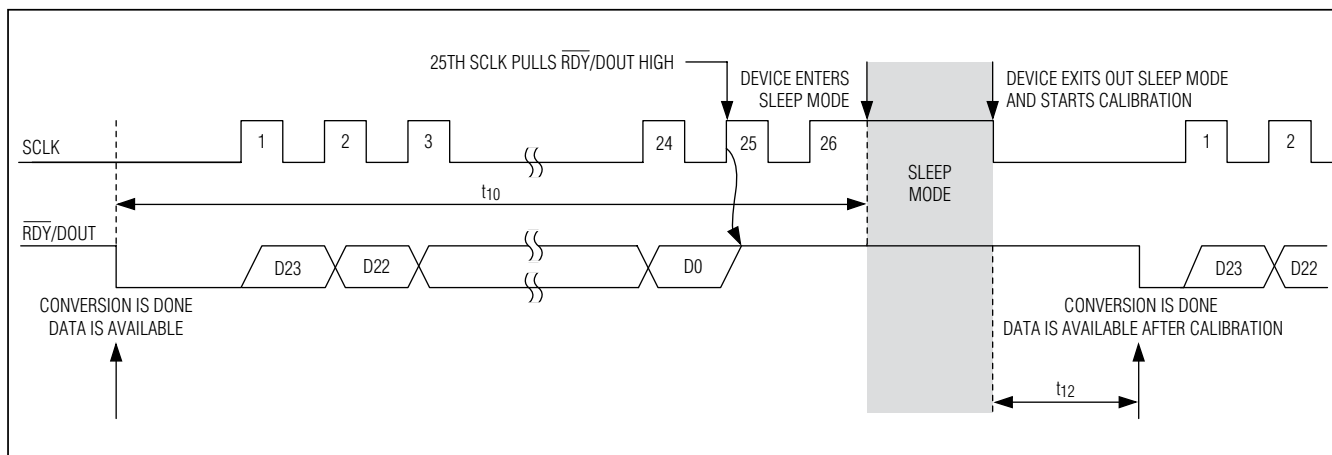 25TH SCLK PULLS R̅D̅Y̅/DOUT HIGH
DEVICE ENTERS
SLEEP MODE
DEVICE EXITS OUT SLEEP MODE
AND STARTS CALIBRATION
SCLK
1
2
3
24
25
26
1
2
SLEEP
MODE
t10
R̅D̅Y̅/DOUT
D23
D22
D0
D23
D22
CONVERSION IS DONE
DATA IS AVAILABLE
CONVERSION IS DONE
DATA IS AVAILABLE AFTER CALIBRATION
t12